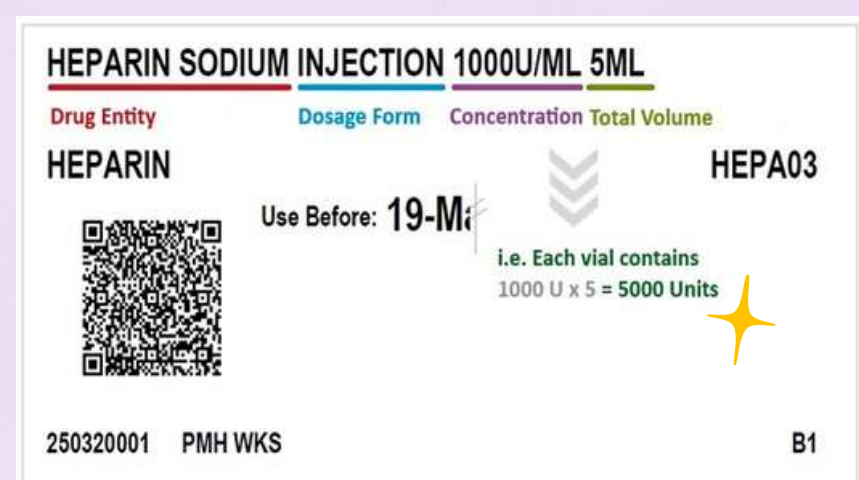 HEPARIN SODIUM INJECTION 1000U/ML 5ML
Drug Entity Dosage Form Concentration Total Volume
HEPARIN HEPA03
Use Before:
i.e. Each vial contains
1000 U x 5 = 5000 Units
250320001 PMH WKS B1